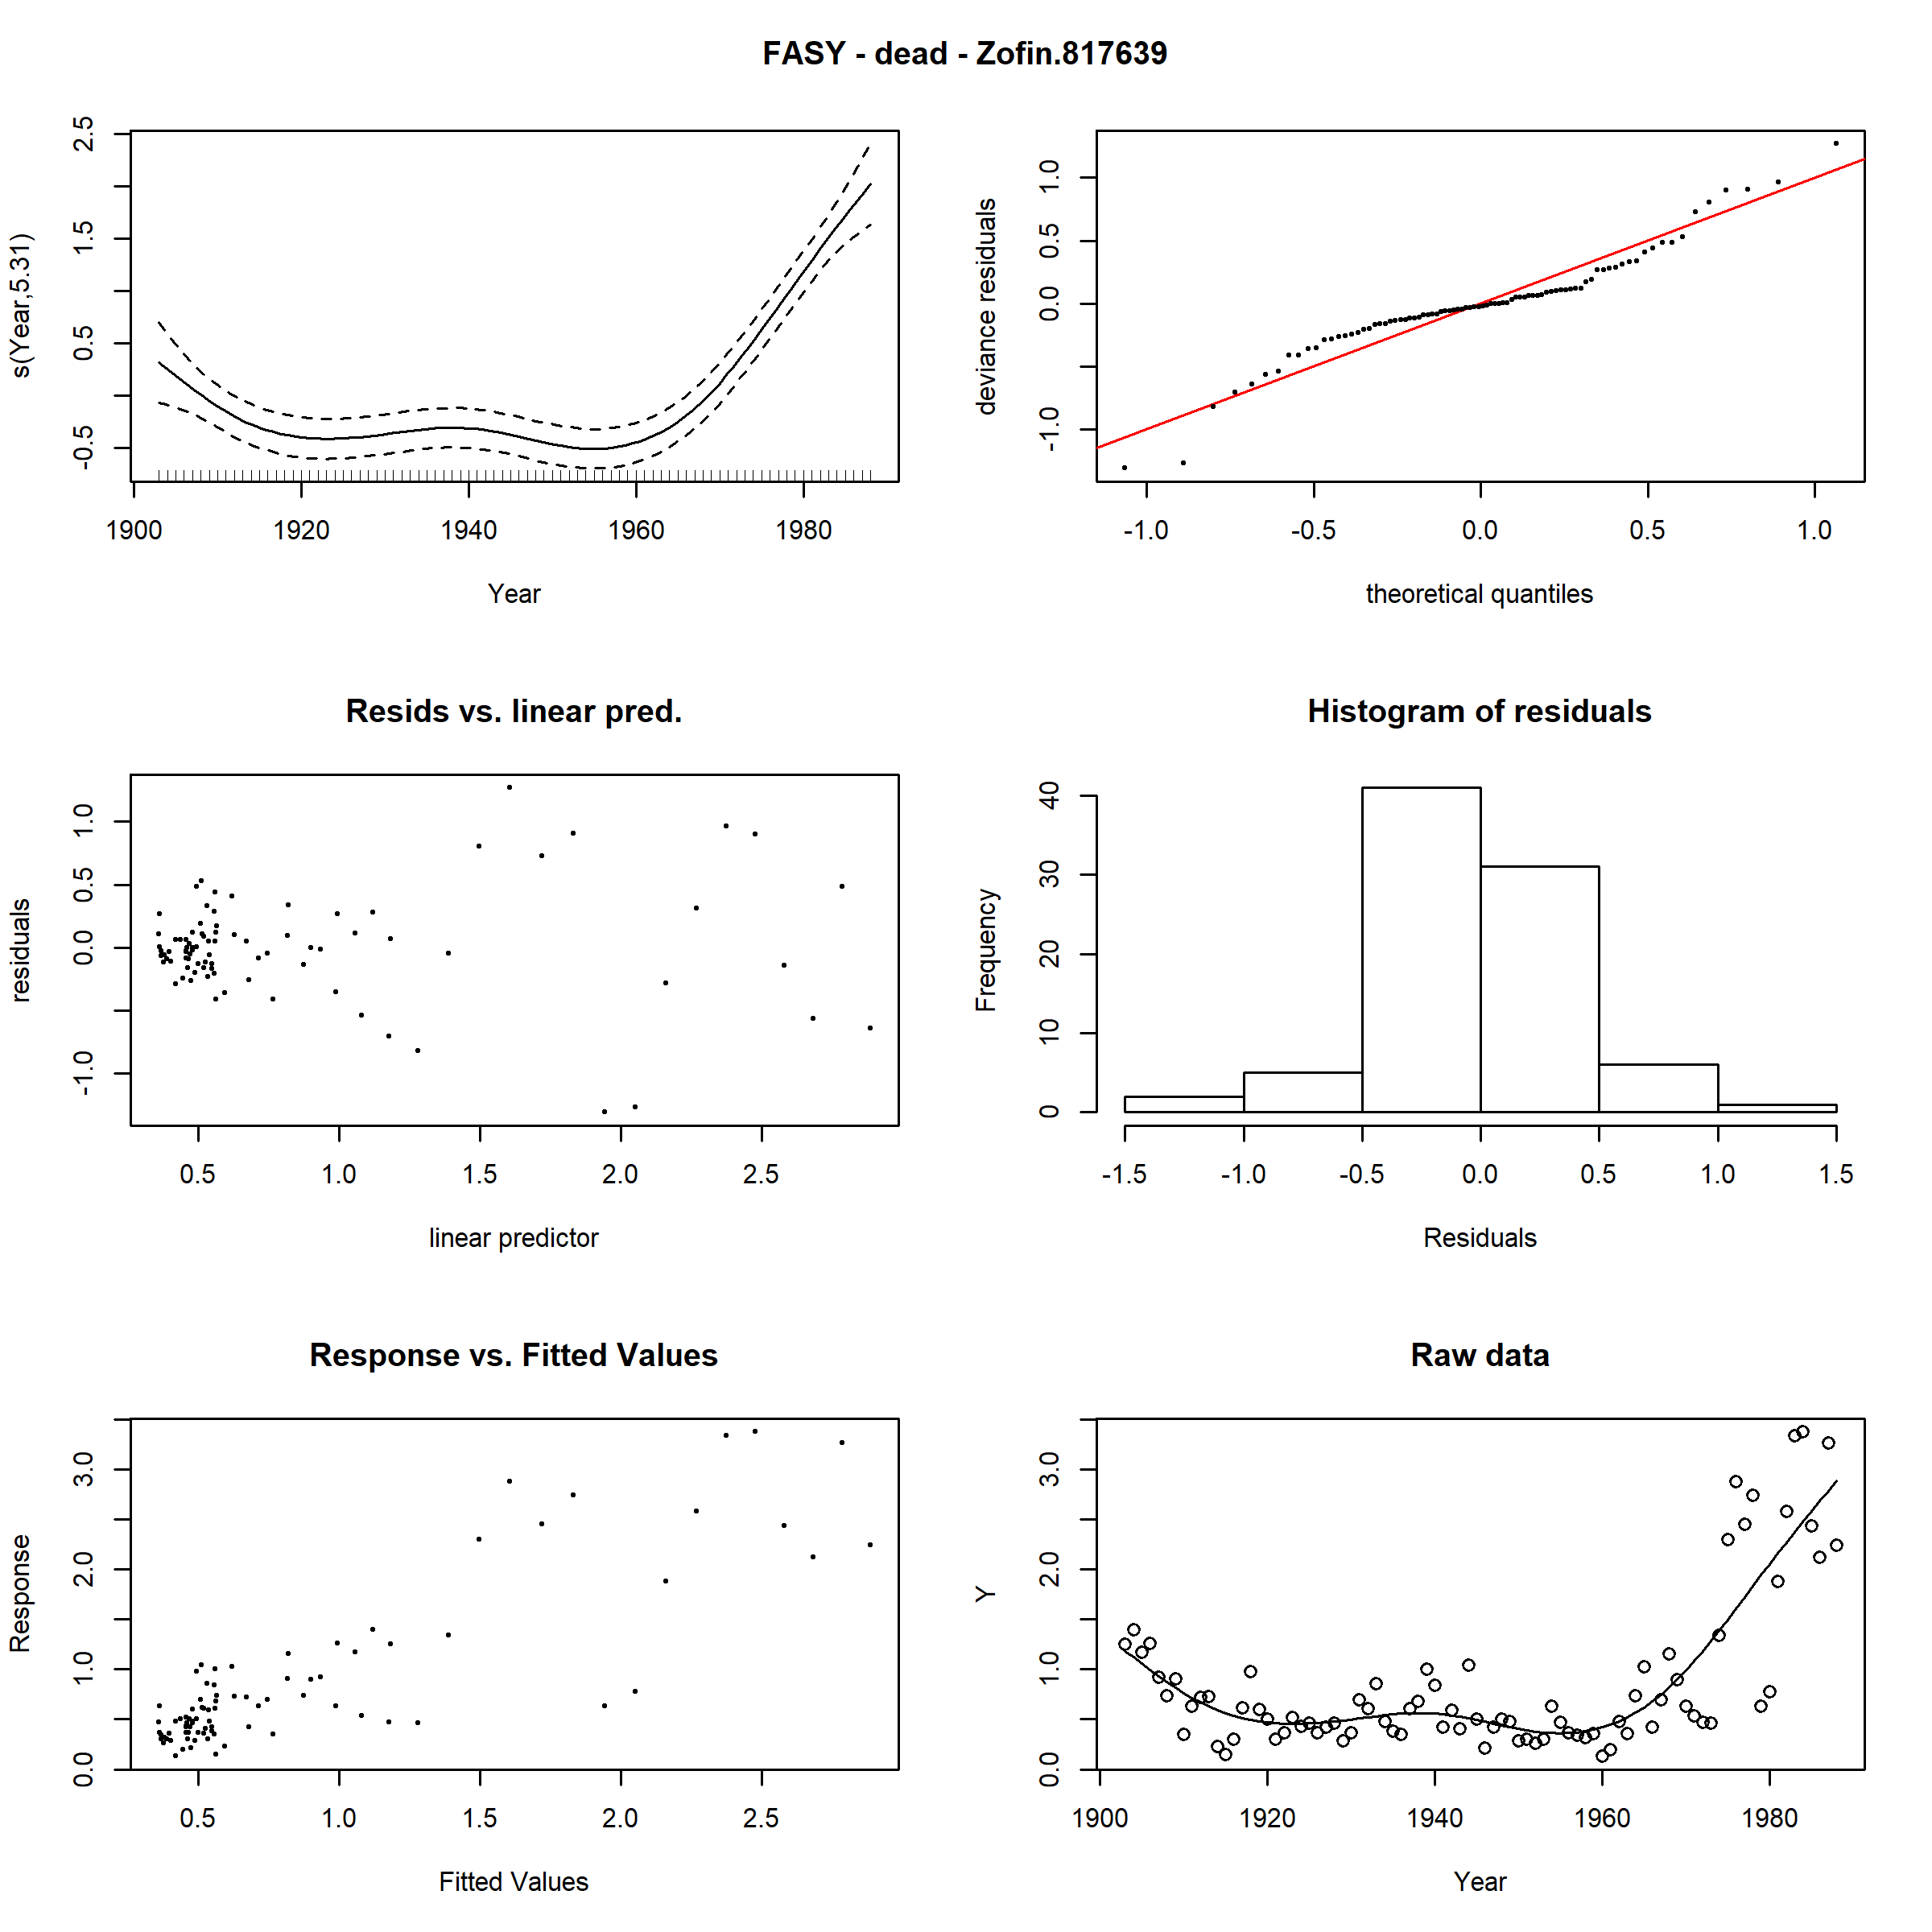 FASY - dead - Zofin.817639
s(Year,5.31)
-0.5 0.5 1.5 2.5
1900 1920 1940 1960 1980
Year
deviance residuals
-1.0 0.0 0.5 1.0
-1.0 -0.5 0.0 0.5 1.0
theoretical quantiles
Resids vs. linear pred.
residuals
-1.0 0.0 0.5 1.0
0.5 1.0 1.5 2.0 2.5
linear predictor
Histogram of residuals
Frequency
0 10 20 30 40
-1.5 -1.0 -0.5 0.0 0.5 1.0 1.5
Residuals
Response vs. Fitted Values
Response
0.0 1.0 2.0 3.0
0.5 1.0 1.5 2.0 2.5
Fitted Values
Raw data
Y
0.0 1.0 2.0 3.0
1900 1920 1940 1960 1980
Year